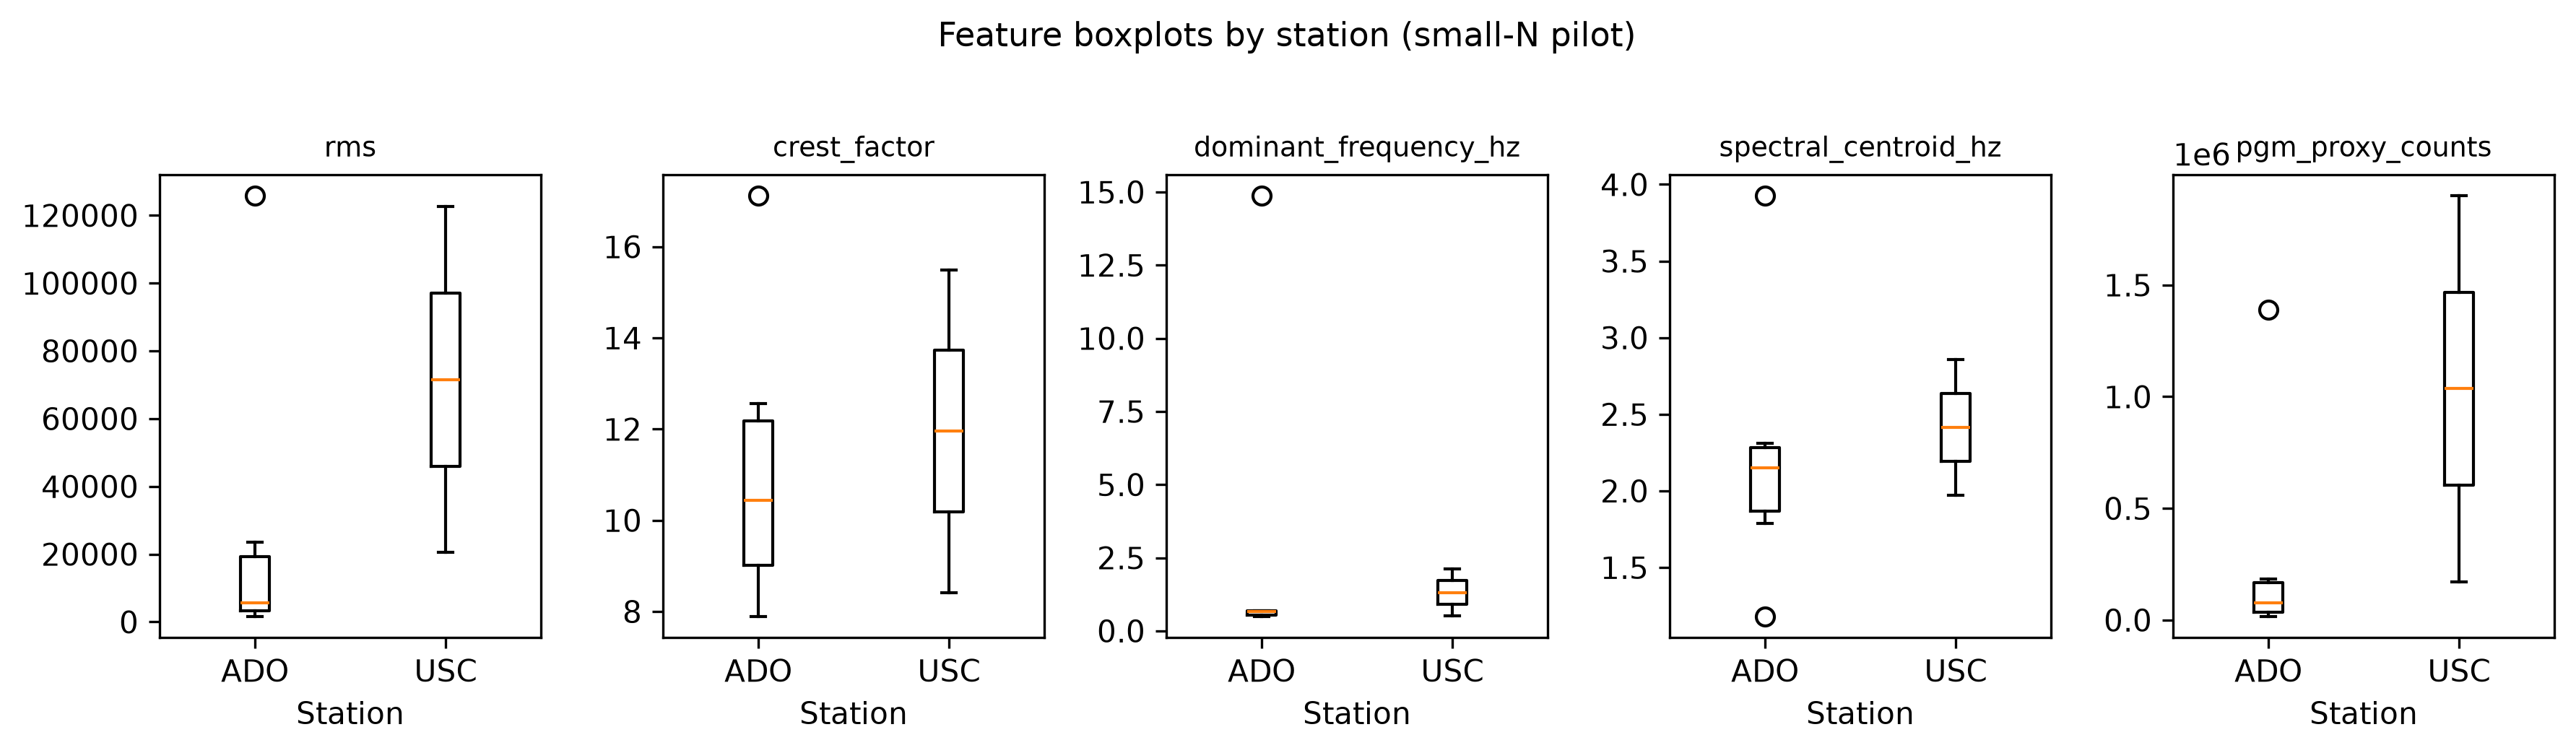 Feature boxplots by station (small-N pilot)
rms
120000
100000
80000
60000
40000
20000
0
ADO USC
Station
crest_factor
16
14
12
10
8
ADO USC
Station
dominant_frequency_hz
15.0
12.5
10.0
7.5
5.0
2.5
0.0
ADO USC
Station
spectral_centroid_hz
4.0
3.5
3.0
2.5
2.0
1.5
ADO USC
Station
1e6 pgm_proxy_counts
1.5
1.0
0.5
0.0
ADO USC
Station